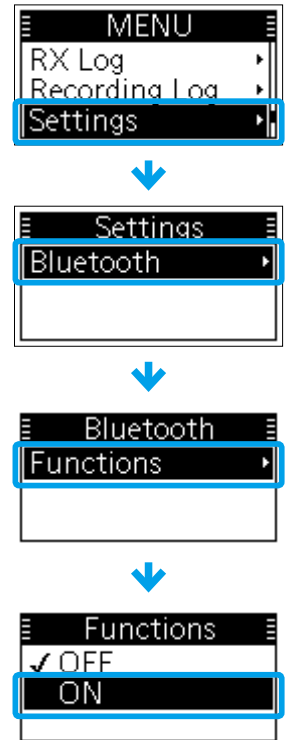 MENU
RX Log
Recording Log
Settings
Settings
Bluetooth
Bluetooth
Functions
Functions
✓ OFF
ON